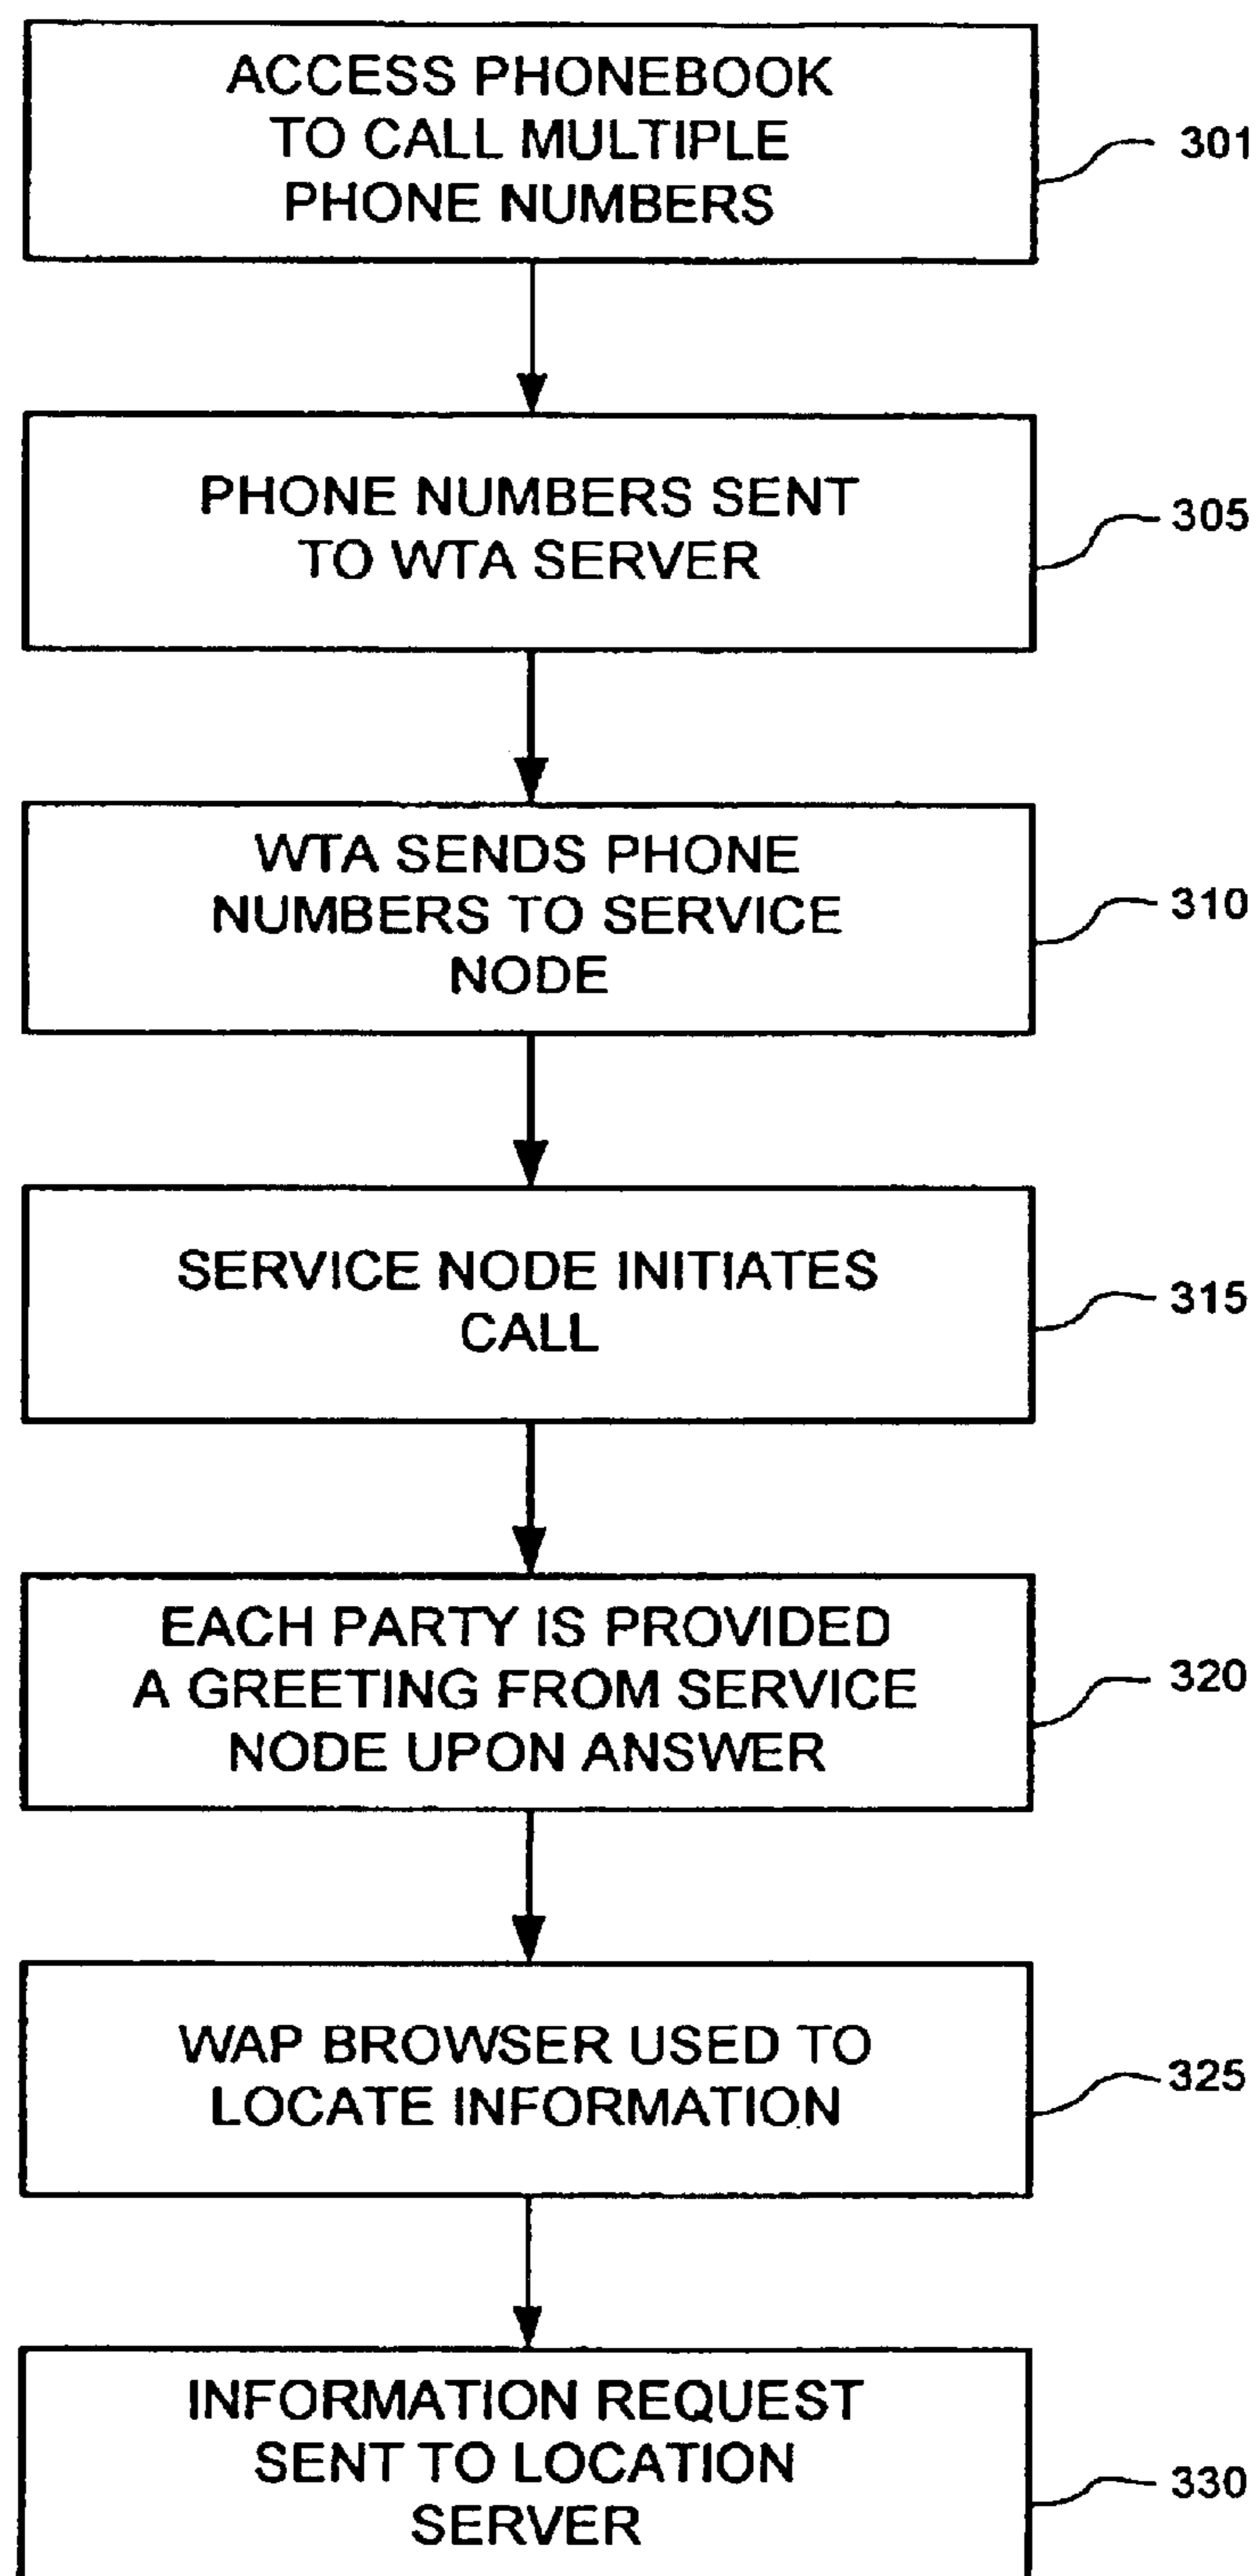 ACCESS PHONEBOOK
TO CALL MULTIPLE
PHONE NUMBERS
301
PHONE NUMBERS SENT
TO WTA SERVER
305
WTA SENDS PHONE
NUMBERS TO SERVICE
NODE
310
SERVICE NODE INITIATES
CALL
315
EACH PARTY IS PROVIDED
A GREETING FROM SERVICE
NODE UPON ANSWER
320
WAP BROWSER USED TO
LOCATE INFORMATION
325
INFORMATION REQUEST
SENT TO LOCATION
SERVER
330